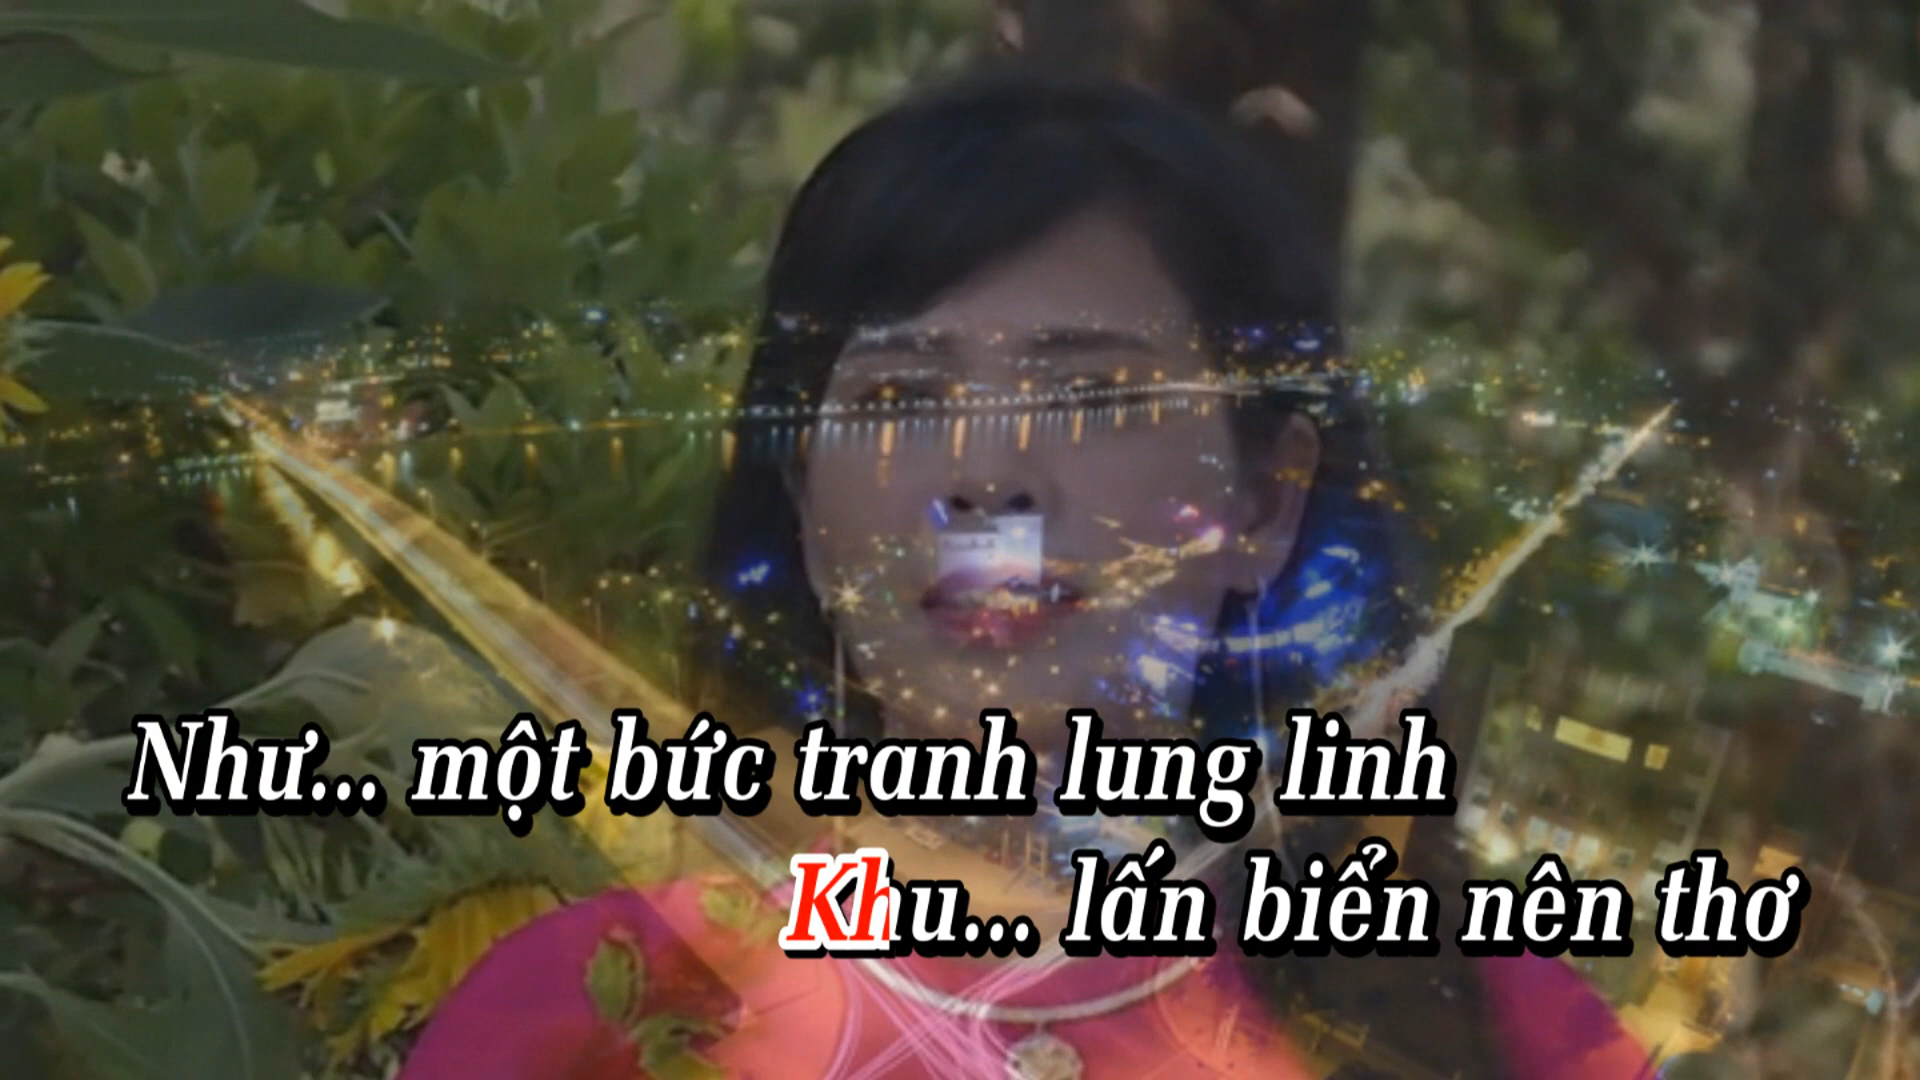 Như... một bức tranh lung linh
Khu... lấn biển nên thơ